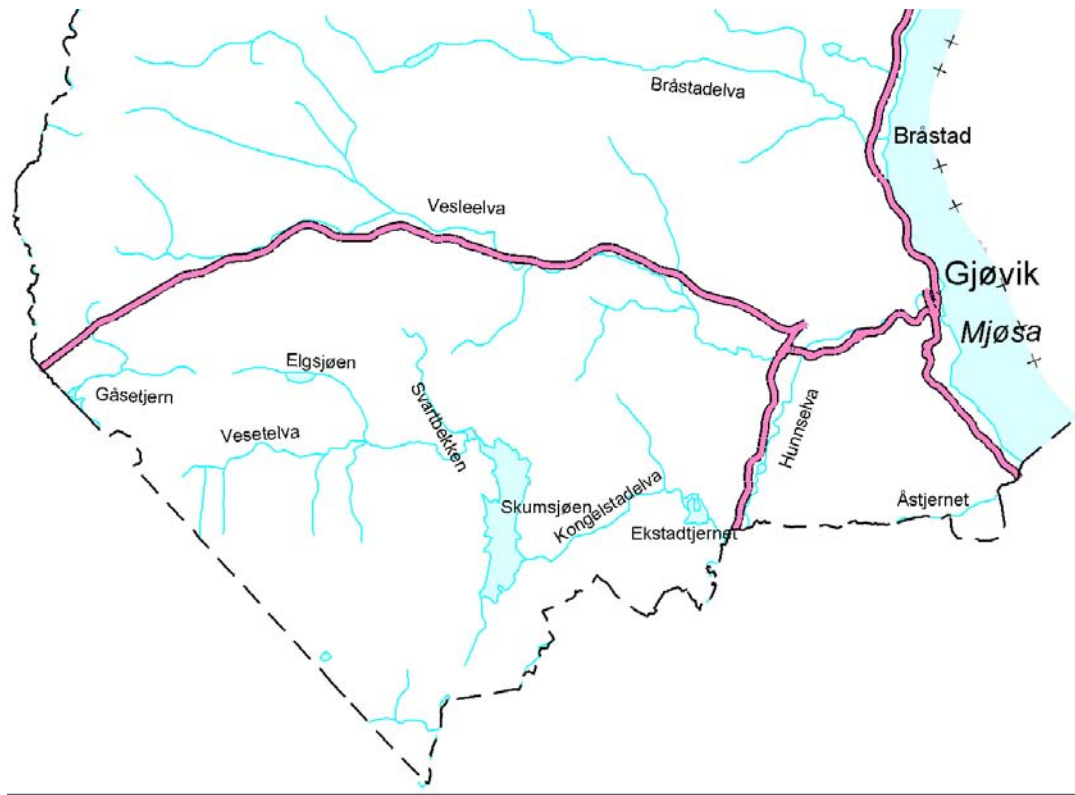 Bråstadelva
Bråstad
Vesleelva
Gjøvik
Mjøsa
Elgsjøen
Gåsetjern
Svartbekken
Vesetelva
Hunnselva
Skumsjøen
Kongelstadelva
Åstjernet
Ekstadtjernet